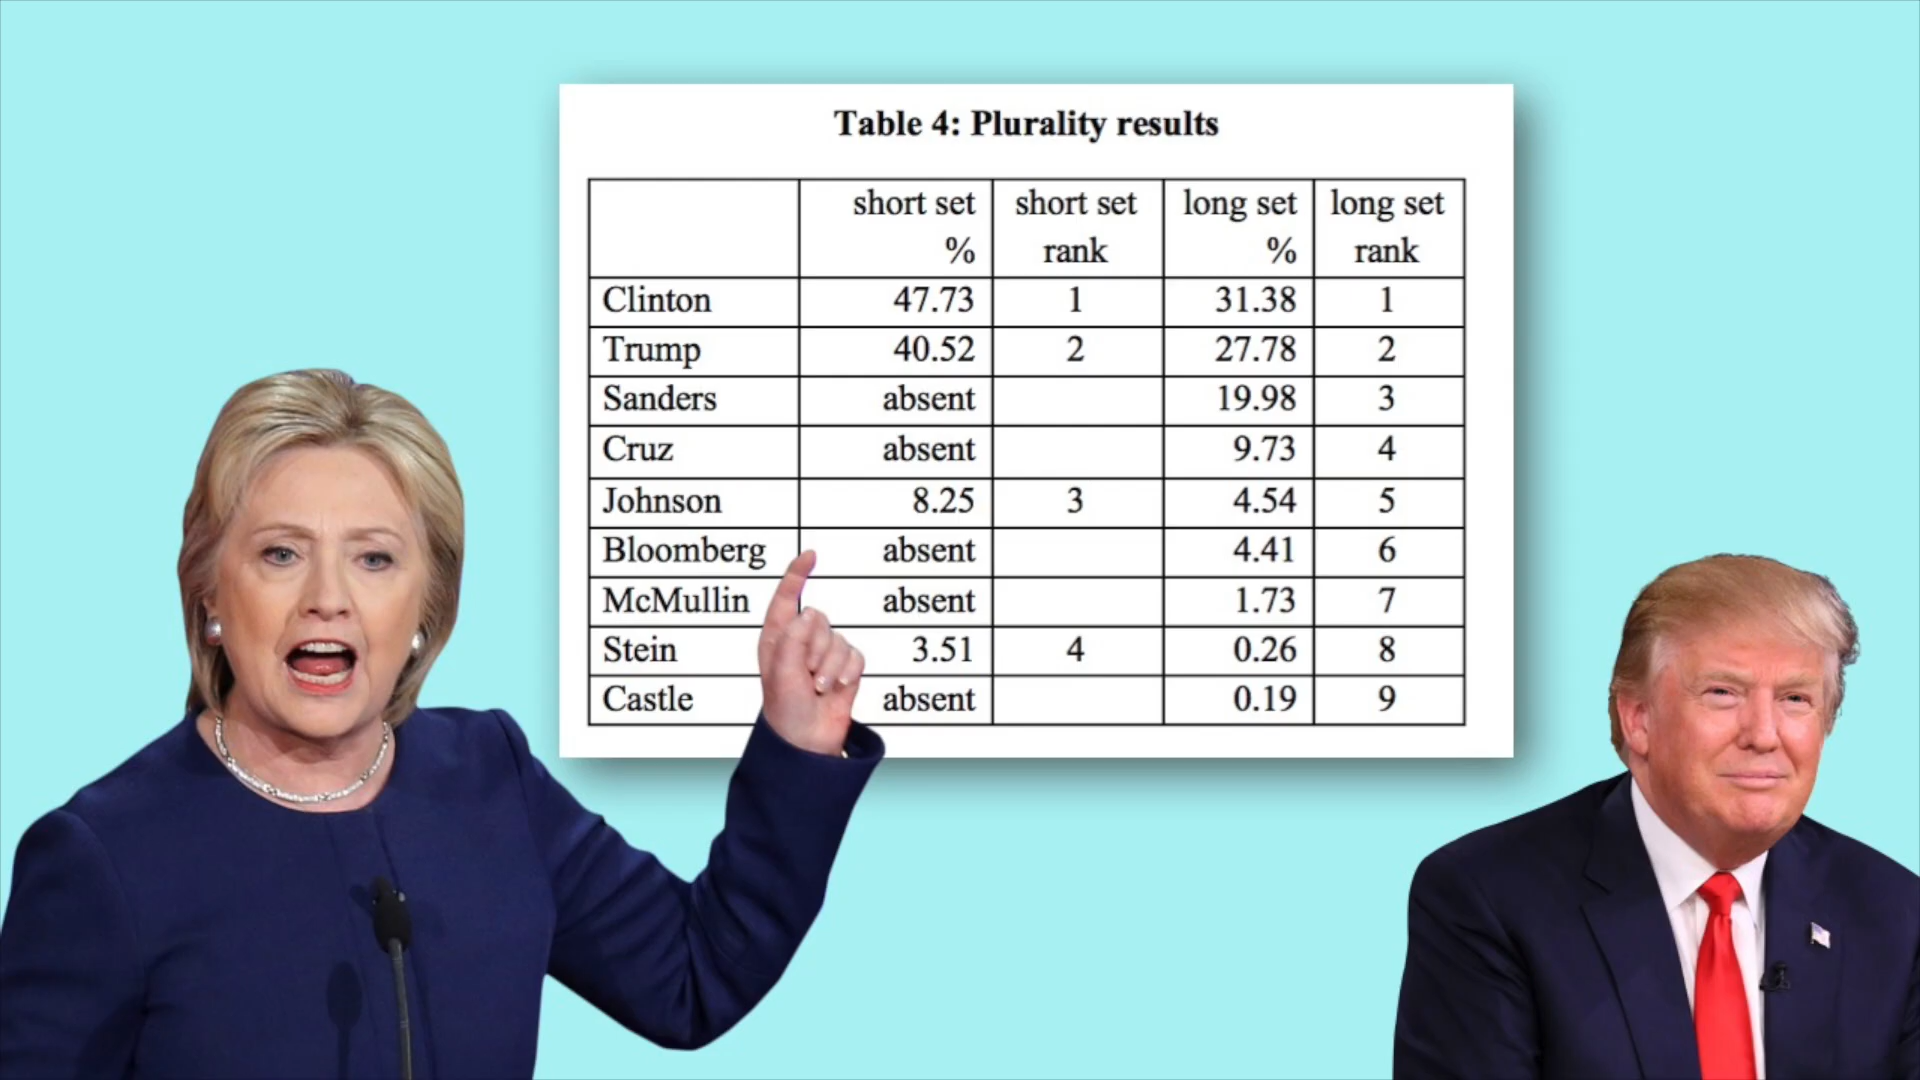 Table 4: Plurality results
short set % short set rank long set % long set rank
Clinton 47.73 1 31.38 1
Trump 40.52 2 27.78 2
Sanders absent 19.98 3
Cruz absent 9.73 4
Johnson 8.25 3 4.54 5
Bloomberg absent 4.41 6
McMullin absent 1.73 7
Stein 3.51 4 0.26 8
Castle absent 0.19 9